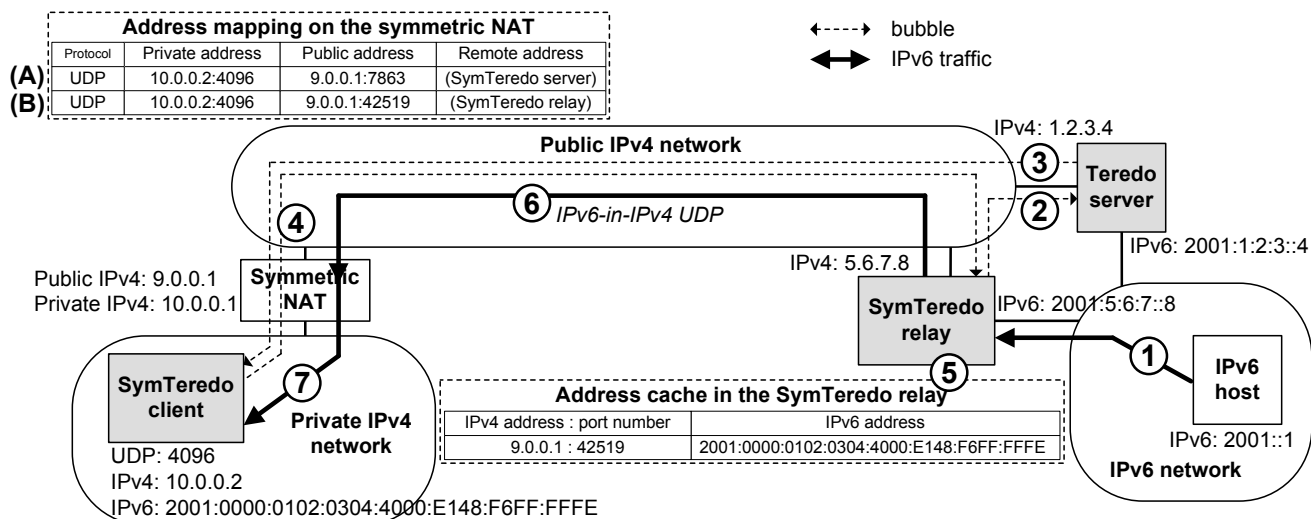 Address mapping on the symmetric NAT
Protocol Private address Public address Remote address
(A) UDP 10.0.0.2:4096 9.0.0.1:7863 (SymTeredo server)
(B) UDP 10.0.0.2:4096 9.0.0.1:42519 (SymTeredo relay)
bubble
IPv6 traffic
Public IPv4 network
IPv4: 1.2.3.4
3
Teredo
server
2
6
IPv6-in-IPv4 UDP
4
IPv6: 2001:1:2:3::4
Public IPv4: 9.0.0.1
Private IPv4: 10.0.0.1
Symmetric
NAT
IPv4: 5.6.7.8
SymTeredo
relay
IPv6: 2001:5:6:7::8
1
IPv6
host
IPv6: 2001::1
IPv6 network
5
SymTeredo
client
7
Private IPv4
network
UDP: 4096
IPv4: 10.0.0.2
IPv6: 2001:0000:0102:0304:4000:E148:F6FF:FFFE
Address cache in the SymTeredo relay
IPv4 address : port number IPv6 address
9.0.0.1 : 42519 2001:0000:0102:0304:4000:E148:F6FF:FFFE